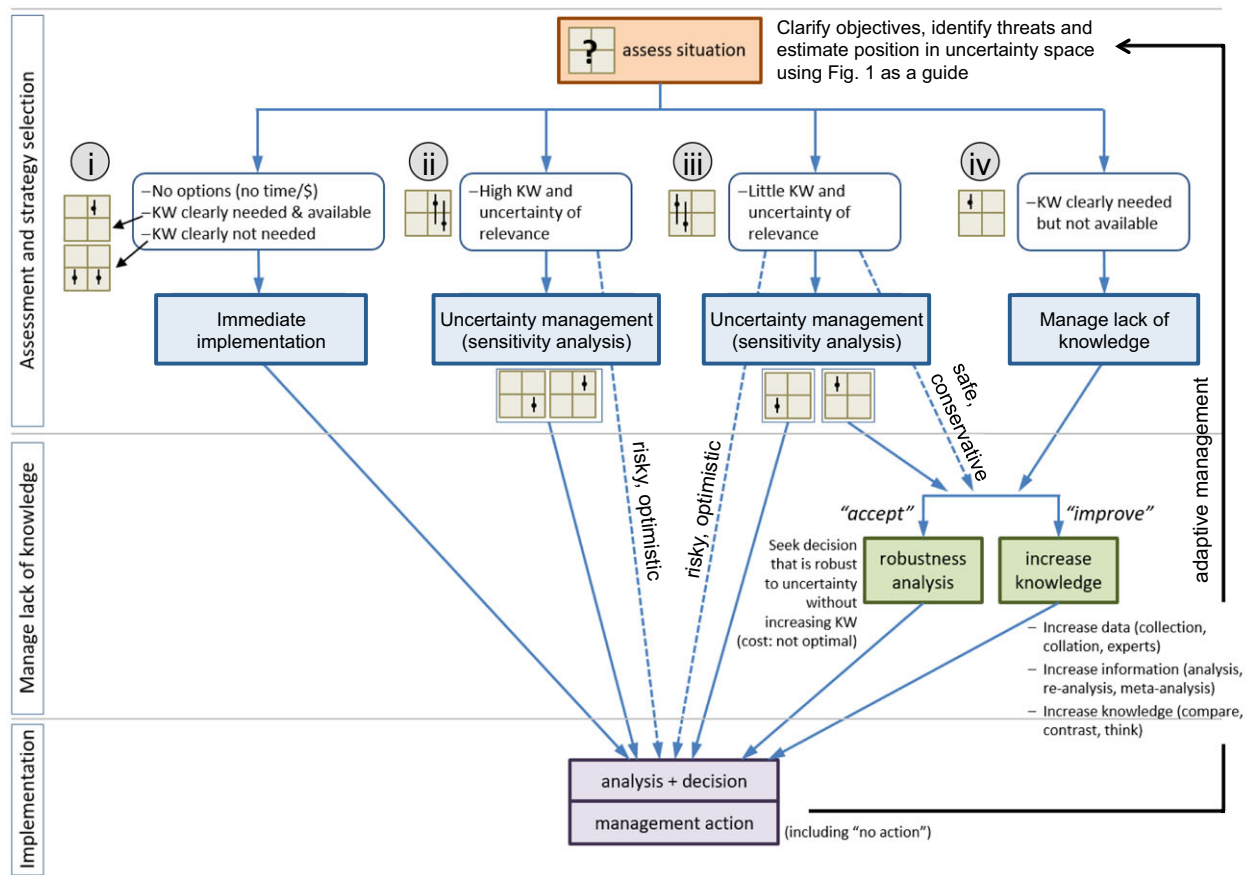 ?
assess situation
Clarify objectives, identify threats and
estimate position in uncertainty space
using Fig. 1 as a guide
Assessment and strategy selection
i
–No options (no time/$)
–KW clearly needed & available
–KW clearly not needed
ii
–High KW and
uncertainty of
relevance
iii
–Little KW and
uncertainty of
relevance
iv
–KW clearly needed
but not available
Immediate
implementation
Uncertainty management
(sensitivity analysis)
Uncertainty management
(sensitivity analysis)
Manage lack of
knowledge
safe,
conservative
risky, optimistic
risky, optimistic
adaptive management
Manage lack of knowledge
“accept”
“improve”
Seek decision
that is robust
to uncertainty
without
increasing KW
(cost: not optimal)
robustness
analysis
increase
knowledge
– Increase data (collection,
collation, experts)
– Increase information (analysis,
re-analysis, meta-analysis)
– Increase knowledge (compare,
contrast, think)
Implementation
analysis + decision
management action
(including “no action”)